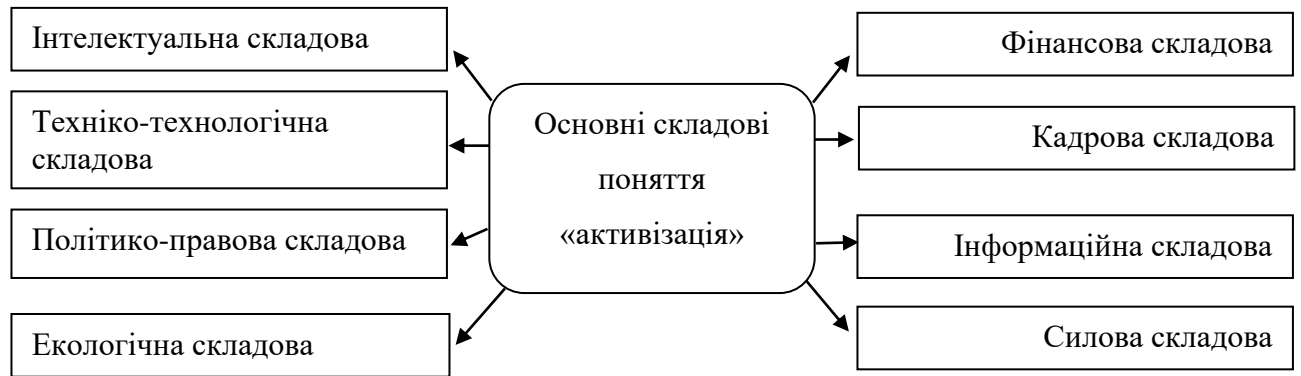 Інтелектуальна складова
Техніко-технологічна
складова
Політико-правова складова
Екологічна складова
Основні складові
поняття
«активізація»
Фінансова складова
Кадрова складова
Інформаційна складова
Силова складова